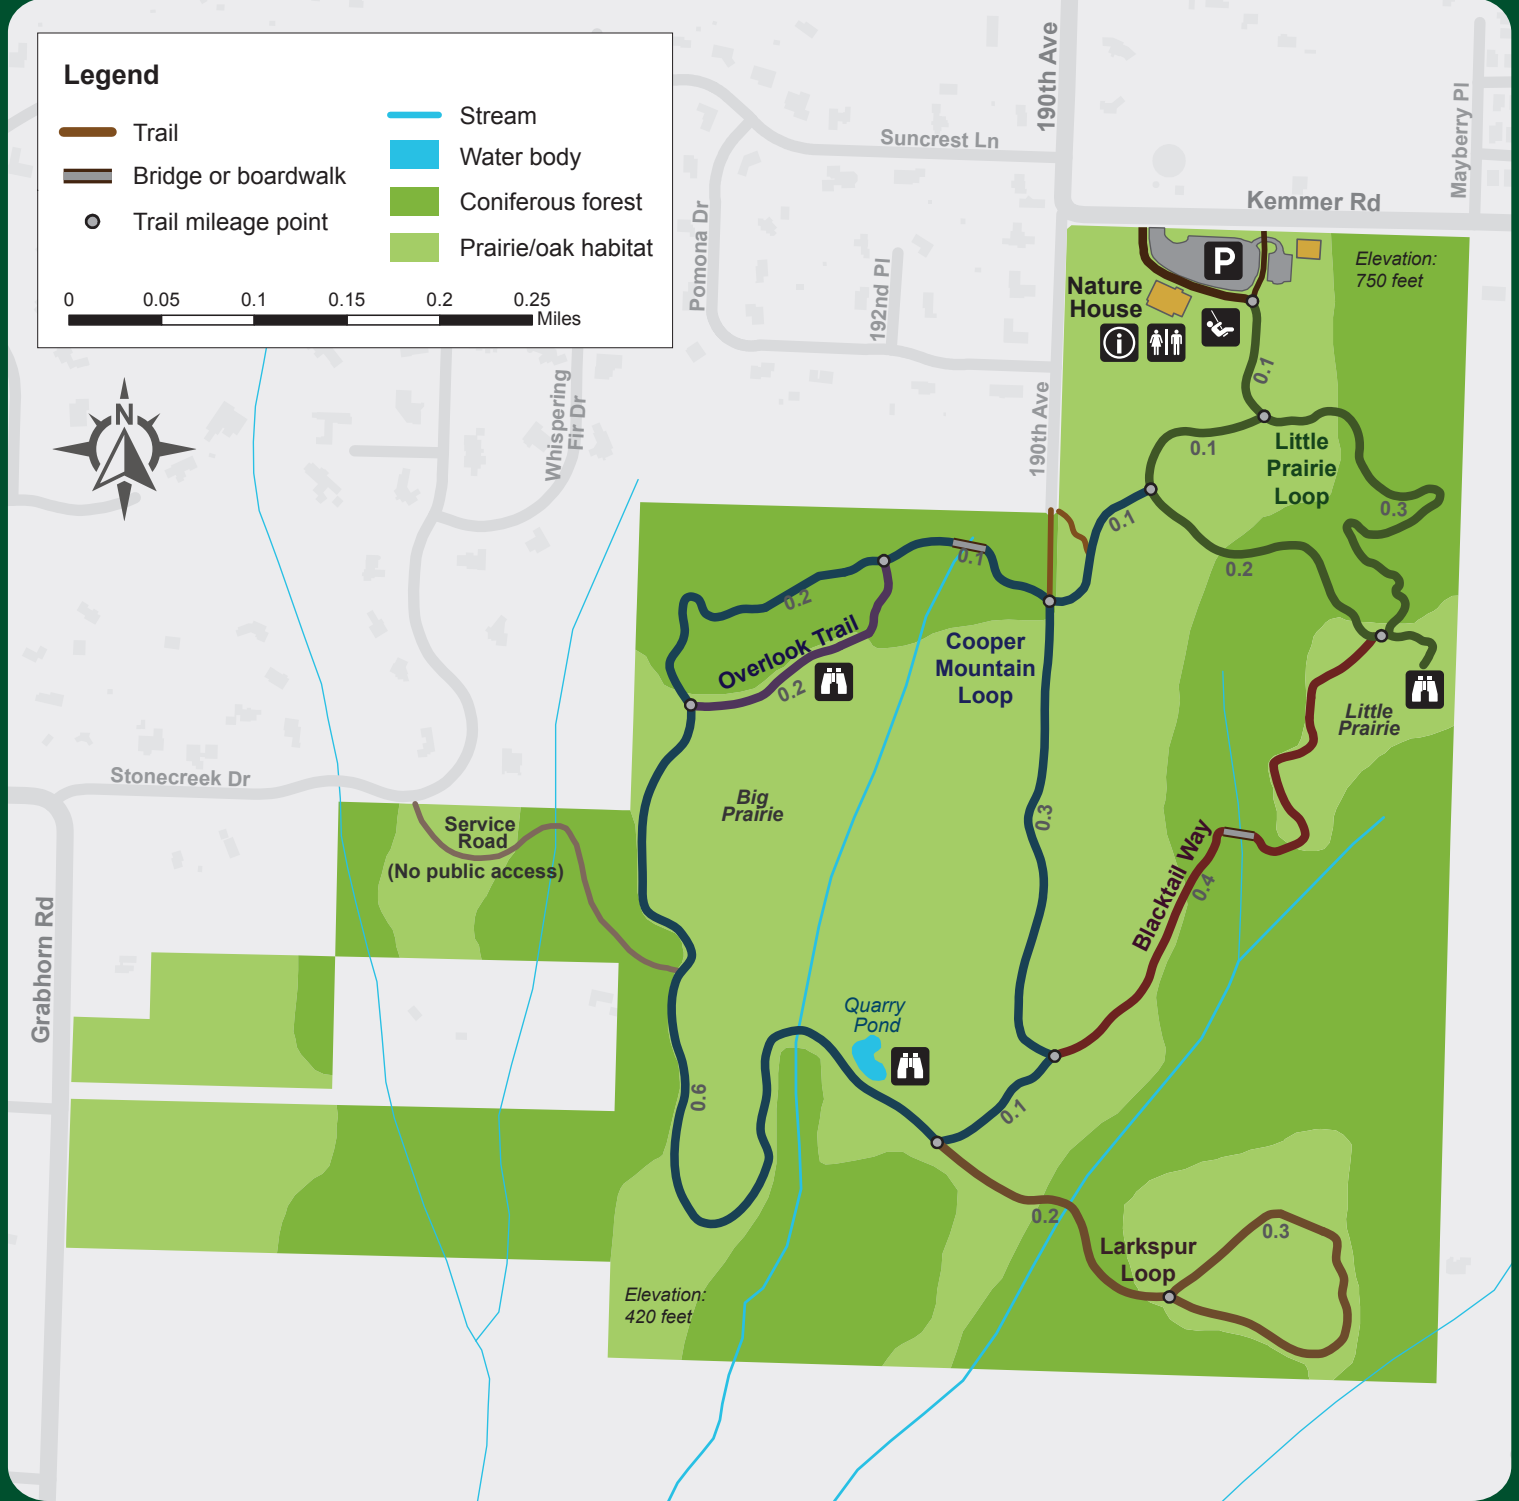 Legend
Trail
Bridge or boardwalk
Trail mileage point
Stream
Water body
Coniferous forest
Prairie/oak habitat
0 0.05 0.1 0.15 0.2 0.25
Miles
N
190th Ave
Suncrest Ln
Mayberry Pl
Kemmer Rd
Pomona Dr
192nd Pl
Whispering
Fir Dr
190th Ave
Stonecreek Dr
Grabhorn Rd
P
Elevation:
750 feet
Nature
House
i
0.1
0.1
Little
Prairie
Loop
0.3
0.1
0.2
0.1
0.2
Overlook Trail
0.2
Cooper
Mountain
Loop
Little
Prairie
Big
Prairie
0.3
Service
Road
(No public access)
Blacktail Way
0.4
Quarry
Pond
0.6
0.1
0.2
Larkspur
Loop
0.3
Elevation:
420 feet